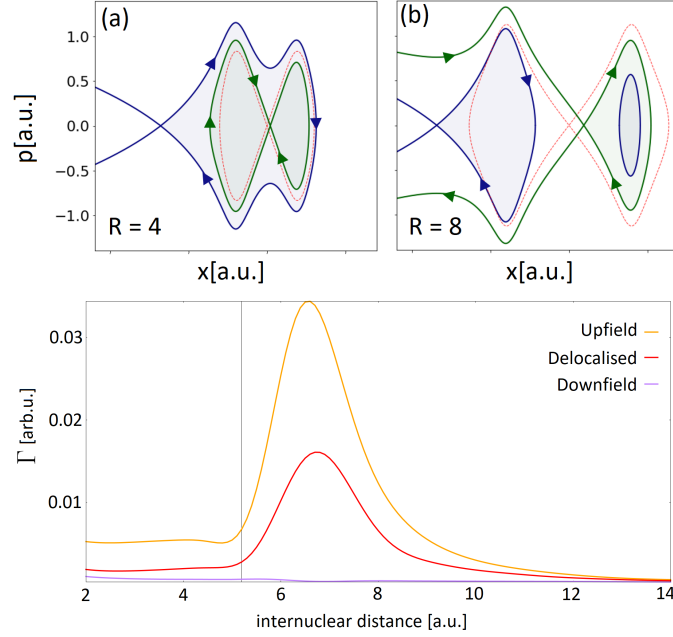 (a)
(b)
p[a.u.]
1.0
0.5
0.0
−0.5
−1.0
R = 4
R = 8
x[a.u.]
x[a.u.]
Γ [arb.u.]
0.03
0.02
0.01
Upfield
Delocalised
Downfield
2 4 6 8 10 12 14
internuclear distance [a.u.]